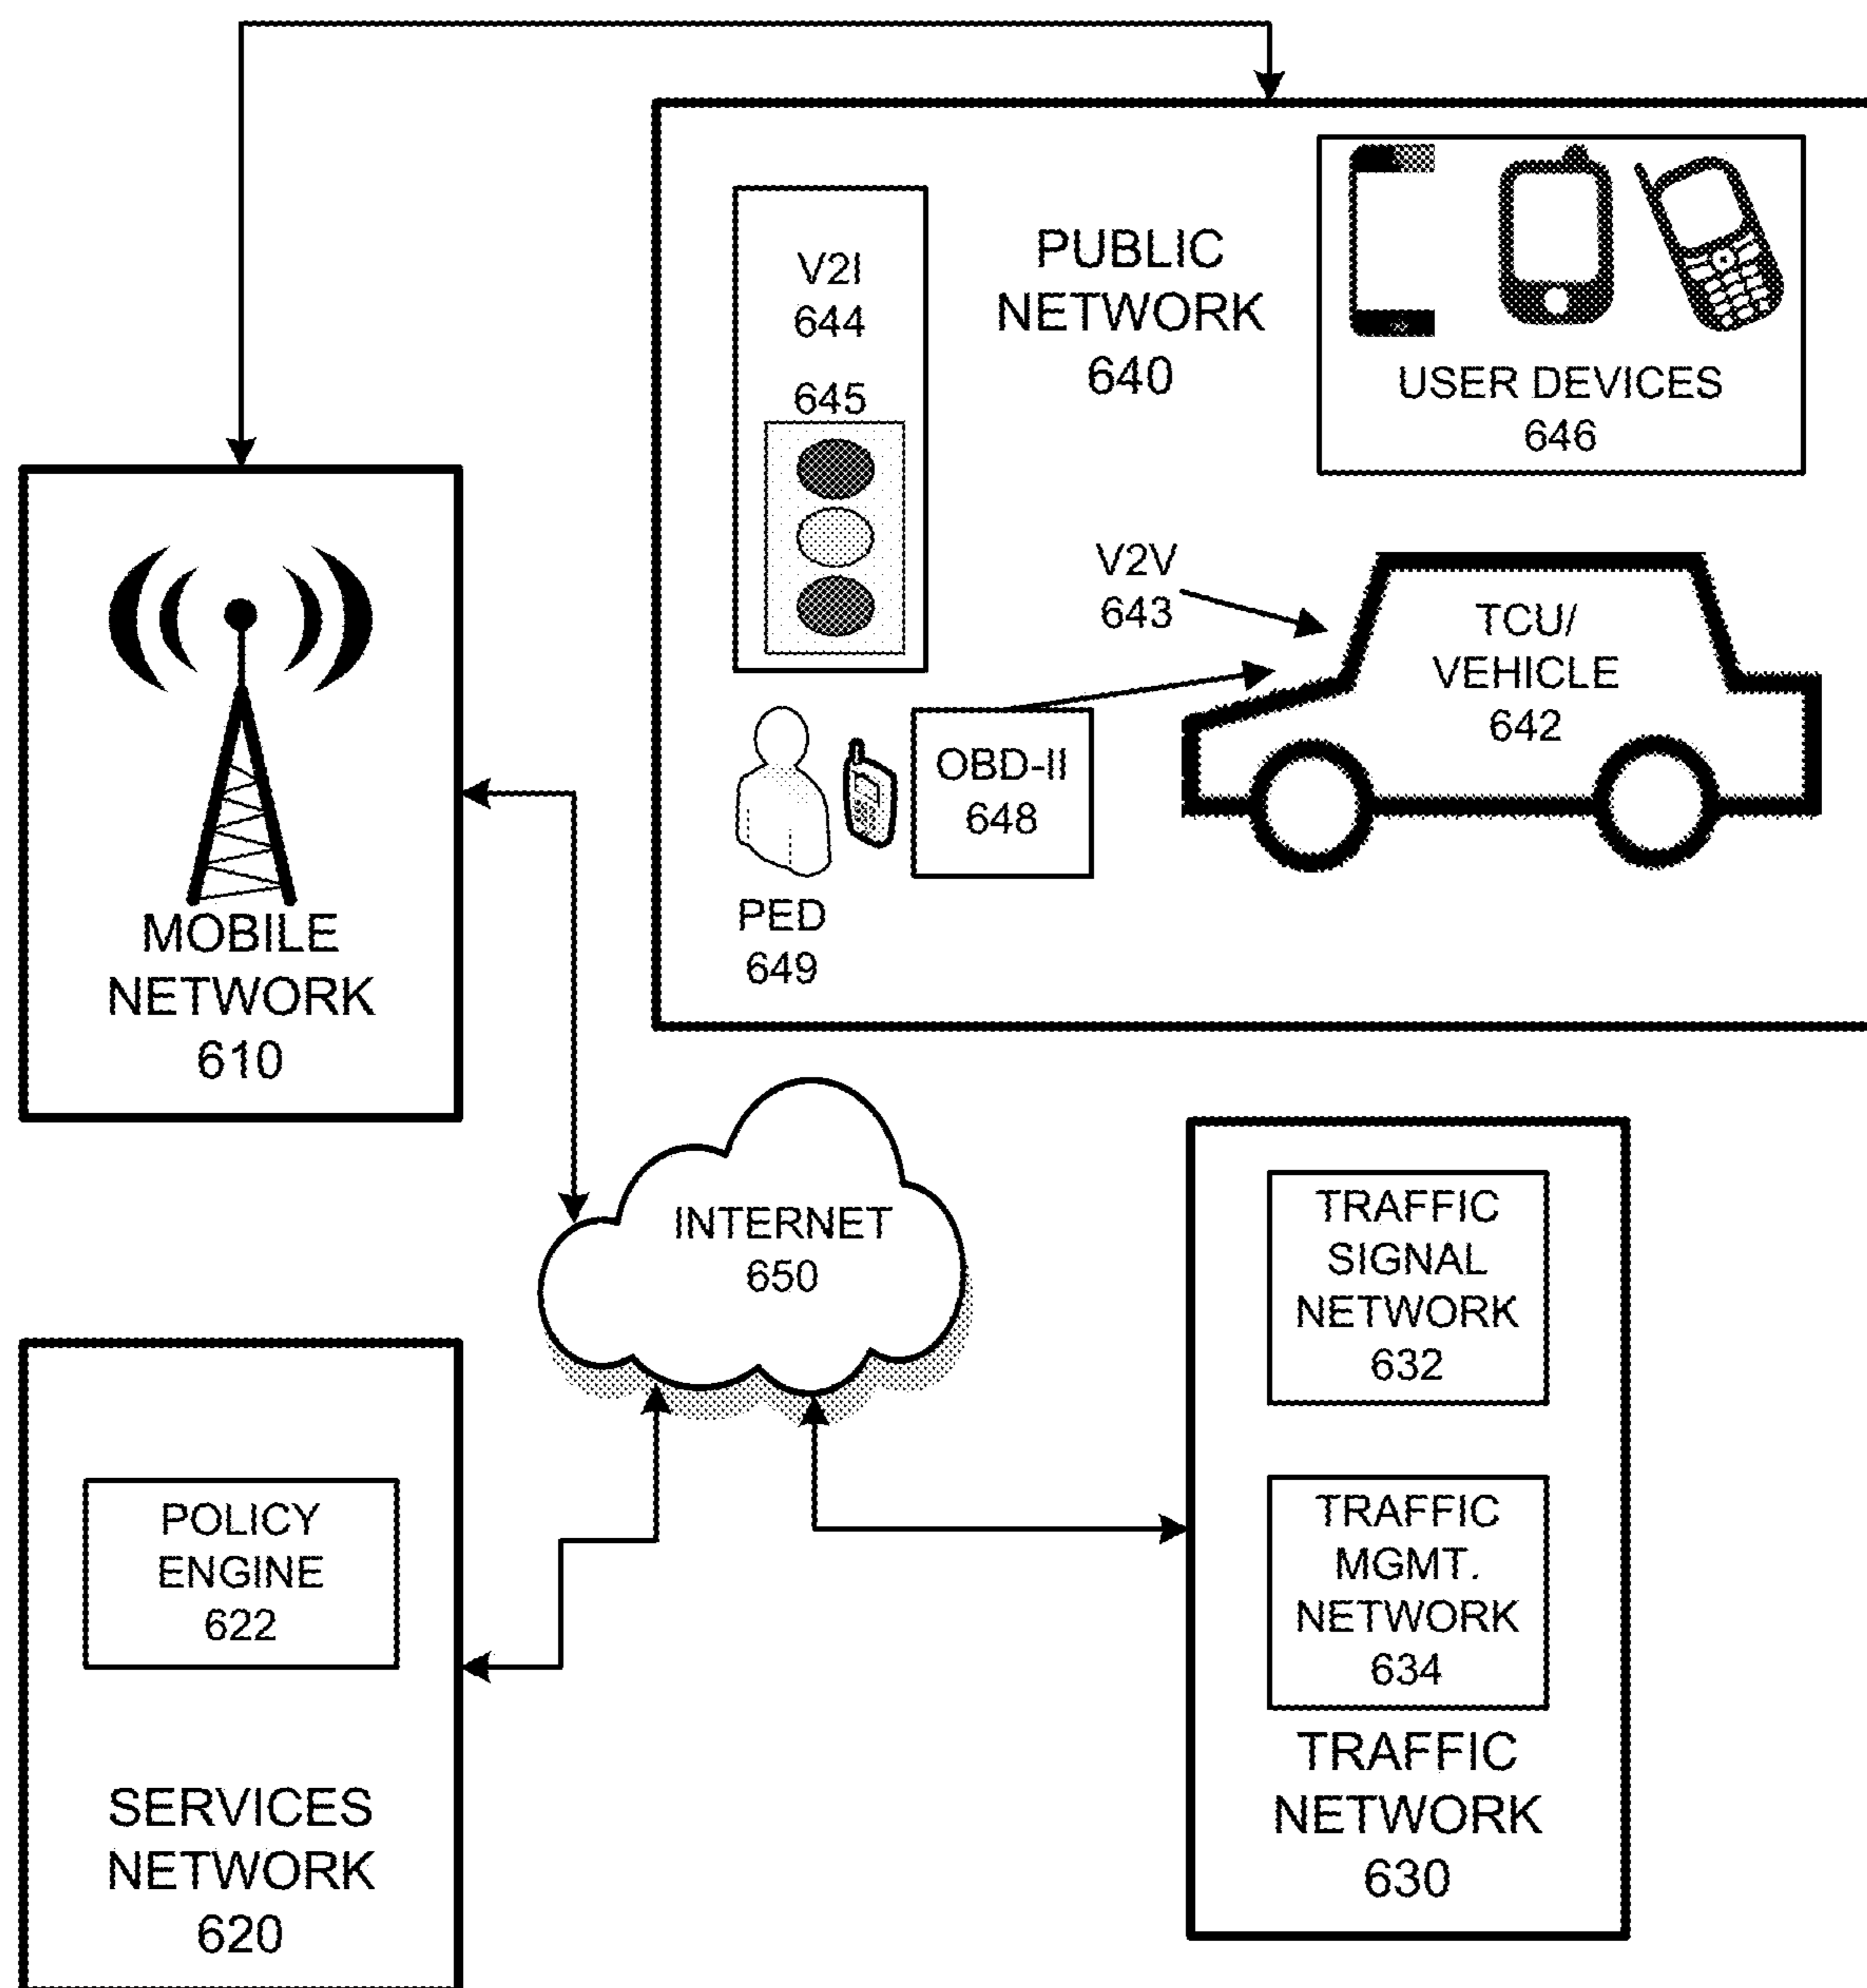 V2I
644
645
PUBLIC
NETWORK
640
USER DEVICES
646
V2V
643
TCU/
VEHICLE
642
OBD-II
648
PED
649
MOBILE
NETWORK
610
INTERNET
650
TRAFFIC
SIGNAL
NETWORK
632
TRAFFIC
MGMT.
NETWORK
634
TRAFFIC
NETWORK
630
POLICY
ENGINE
622
SERVICES
NETWORK
620